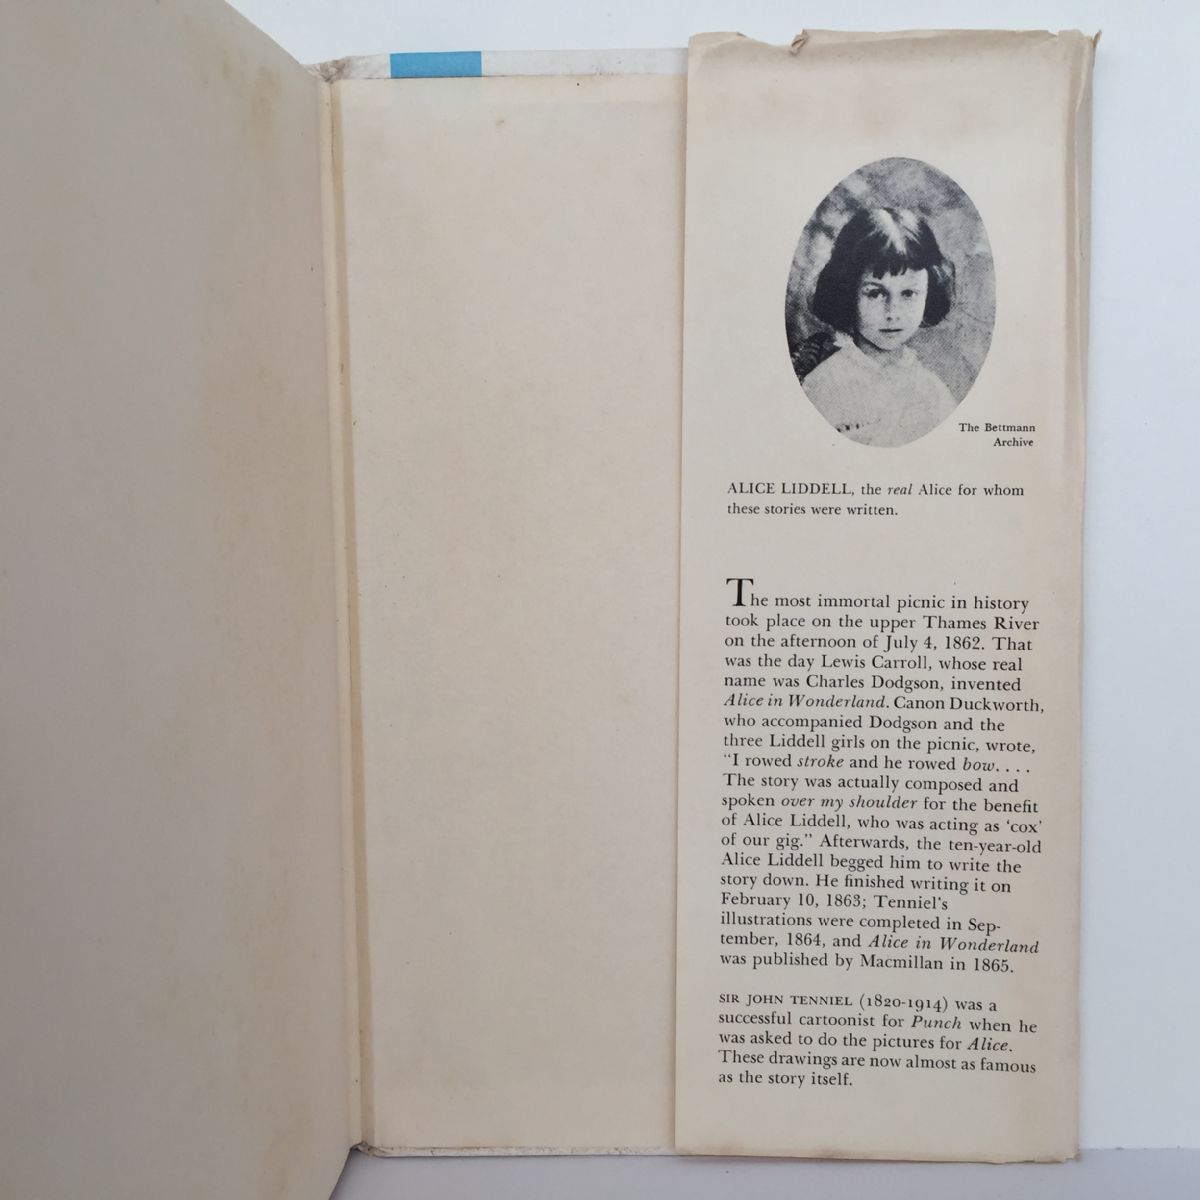 The Bettmann
Archive
ALICE LIDDELL, the real Alice for whom
these stories were written.
The most immortal picnic in history
took place on the upper Thames River
on the afternoon of July 4, 1862. That
was the day Lewis Carroll, whose real
name was Charles Dodgson, invented
Alice in Wonderland. Canon Duckworth,
who accompanied Dodgson and the
three Liddell girls on the picnic, wrote,
"I rowed stroke and he rowed bow. . . .
The story was actually composed and
spoken over my shoulder for the benefit
of Alice Liddell, who was acting as 'cox'
of our gig." Afterwards, the ten-year-old
Alice Liddell begged him to write the
story down. He finished writing it on
February 10, 1863; Tenniel's
illustrations were completed in Sep-
tember, 1864, and Alice in Wonderland
was published by Macmillan in 1865.
SIR JOHN TENNIEL (1820-1914) was a
successful cartoonist for Punch when he
was asked to do the pictures for Alice.
These drawings are now almost as famous
as the story itself.